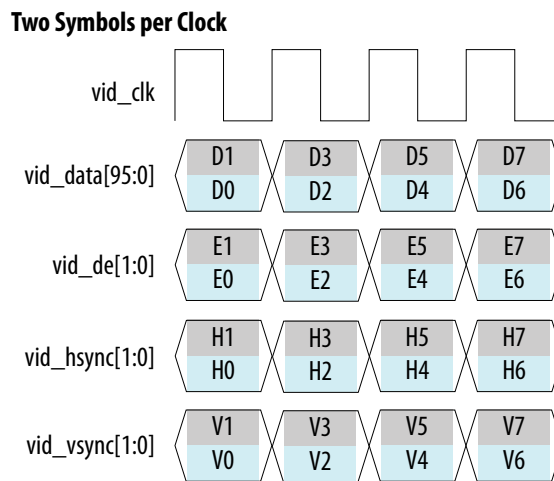 Two Symbols per Clock
vid_clk
vid_data[95:0]
D1 D3 D5 D7
D0 D2 D4 D6
vid_de[1:0]
E1 E3 E5 E7
E0 E2 E4 E6
vid_hsync[1:0]
H1 H3 H5 H7
H0 H2 H4 H6
vid_vsync[1:0]
V1 V3 V5 V7
V0 V2 V4 V6